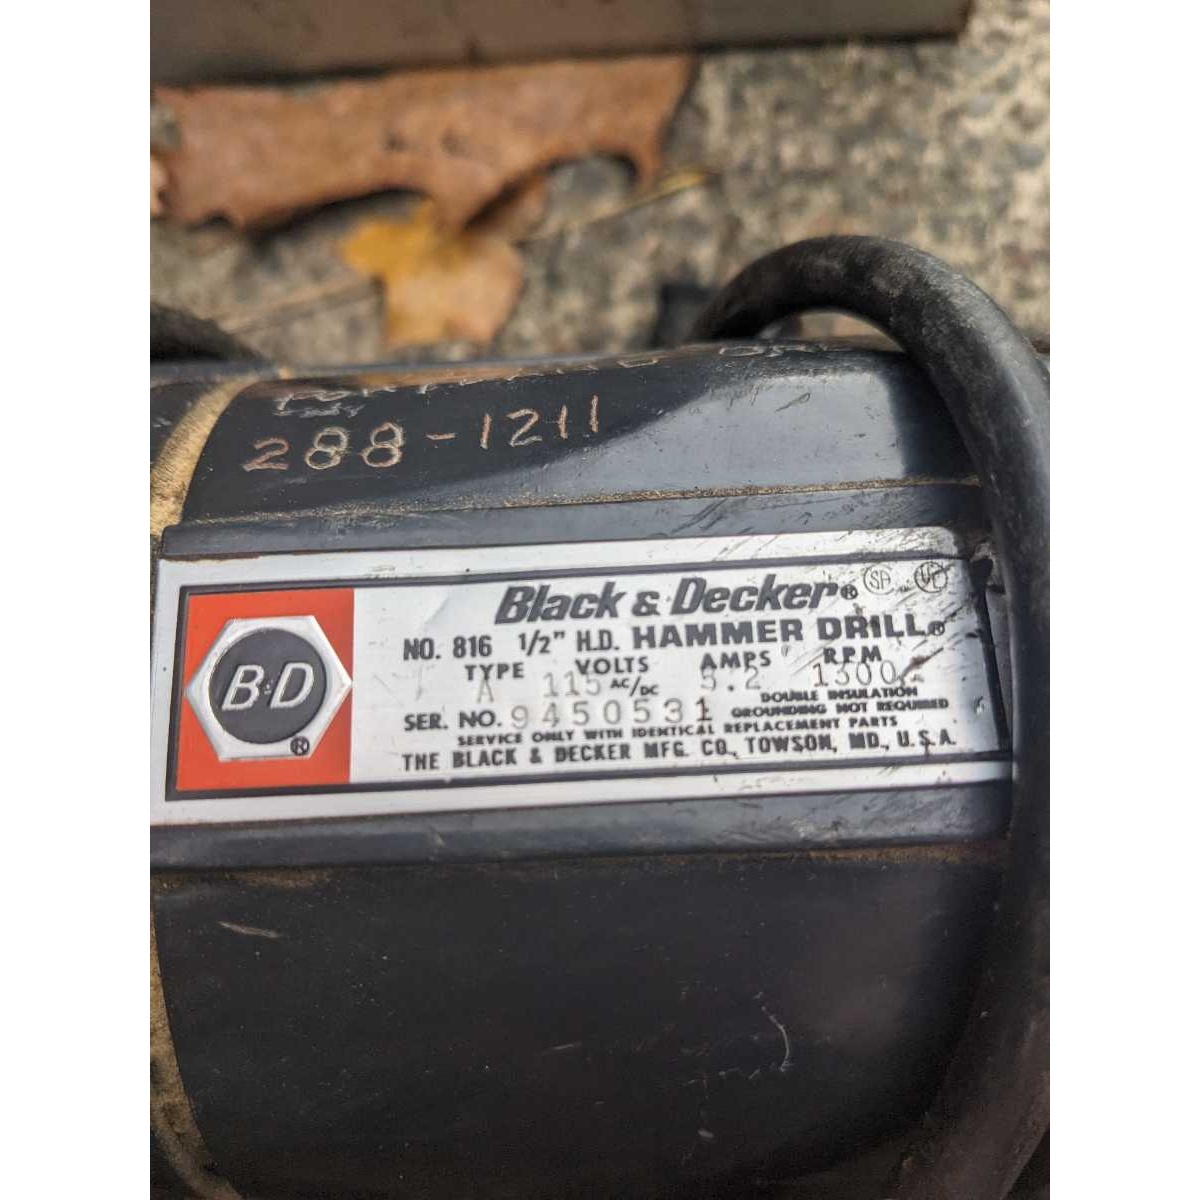 288-1211
Black & Decker®
NO. 816 1/2" H.D. HAMMER DRILL®
TYPE VOLTS AMPS RPM
A 115 AC/DC 5.2 1300
DOUBLE INSULATION
SER. NO. 9450531 GROUNDING NOT REQUIRED
SERVICE ONLY WITH IDENTICAL REPLACEMENT PARTS
THE BLACK & DECKER MFG. CO., TOWSON, MD., U.S.A.
B&D
®